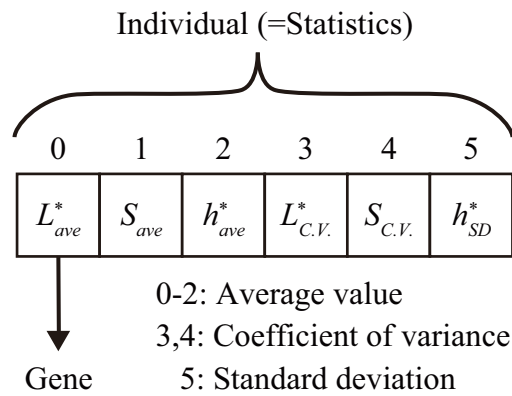 Individual (=Statistics)
0 1 2 3 4 5
L*ave Save h*ave L*C.V. SC.V. h*SD
0-2: Average value
3,4: Coefficient of variance
Gene 5: Standard deviation